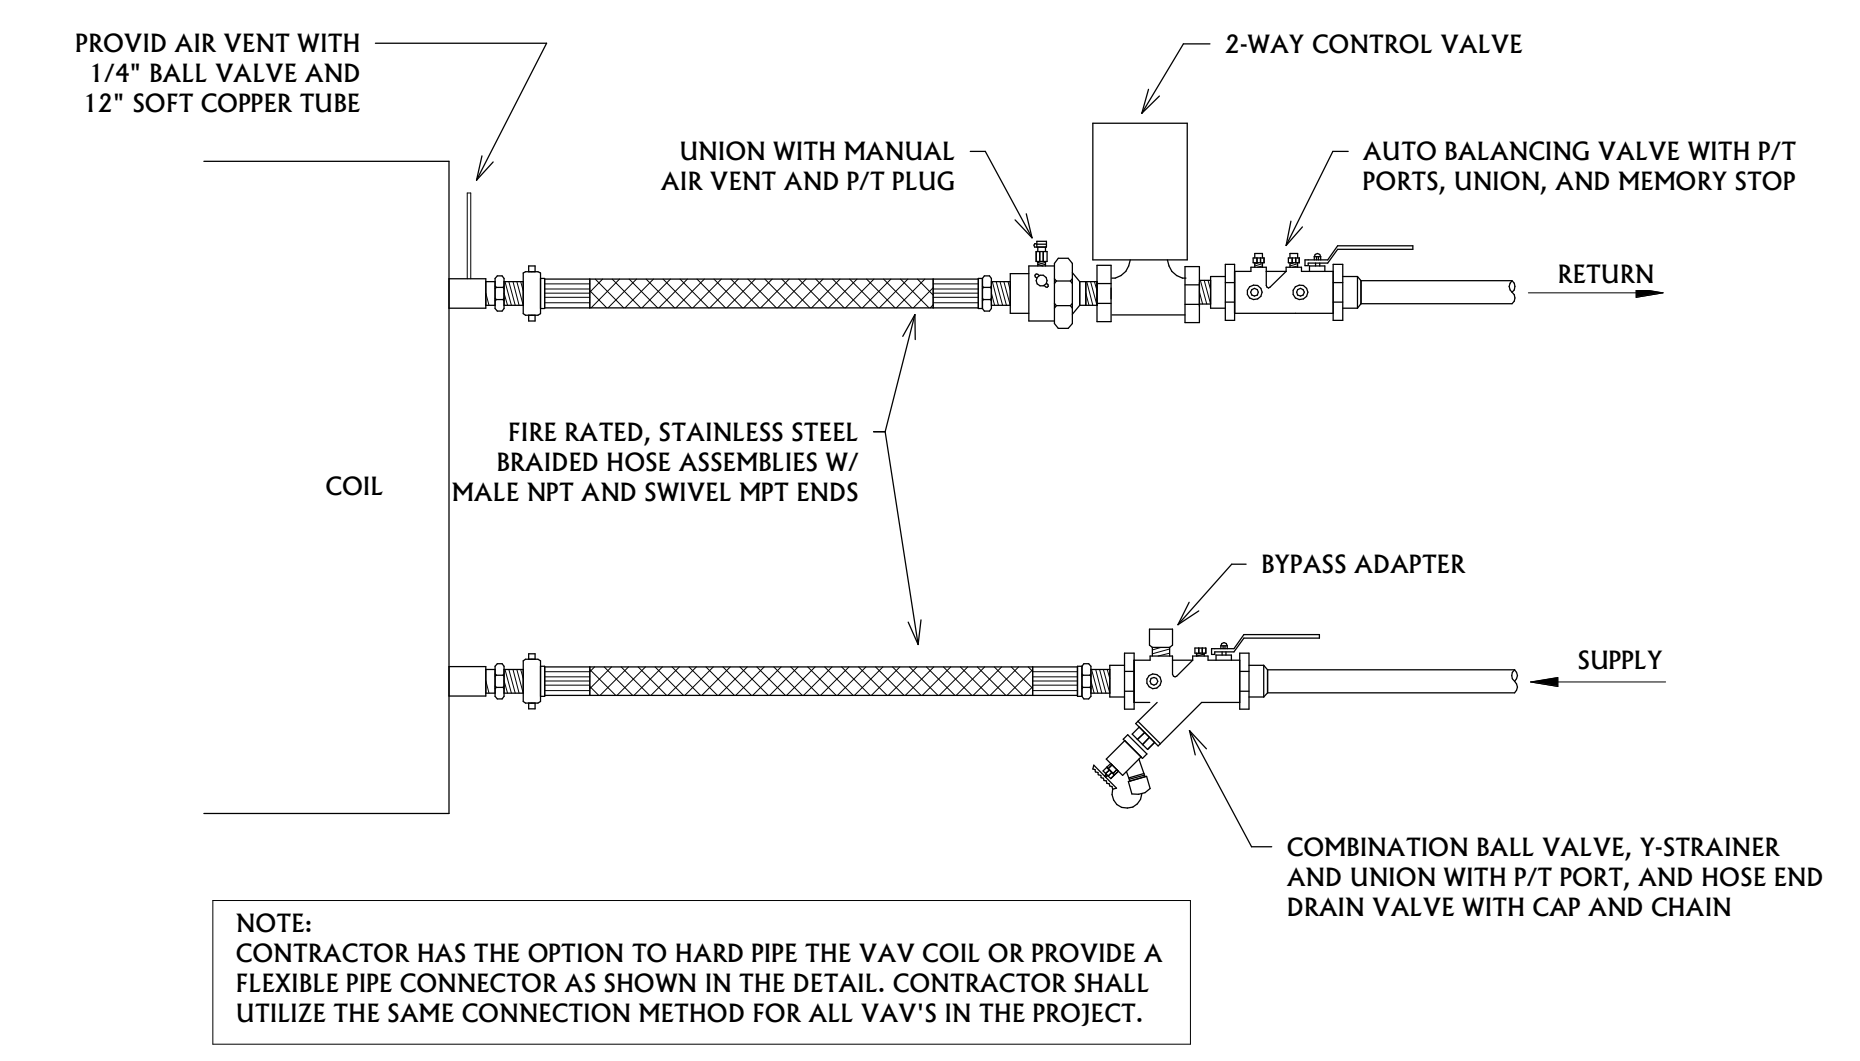 PROVID AIR VENT WITH
1/4" BALL VALVE AND
12" SOFT COPPER TUBE
2-WAY CONTROL VALVE
UNION WITH MANUAL
AIR VENT AND P/T PLUG
AUTO BALANCING VALVE WITH P/T
PORTS, UNION, AND MEMORY STOP
RETURN
FIRE RATED, STAINLESS STEEL
BRAIDED HOSE ASSEMBLIES W/
MALE NPT AND SWIVEL MPT ENDS
COIL
BYPASS ADAPTER
SUPPLY
COMBINATION BALL VALVE, Y-STRAINER
AND UNION WITH P/T PORT, AND HOSE END
DRAIN VALVE WITH CAP AND CHAIN
NOTE:
CONTRACTOR HAS THE OPTION TO HARD PIPE THE VAV COIL OR PROVIDE A
FLEXIBLE PIPE CONNECTOR AS SHOWN IN THE DETAIL. CONTRACTOR SHALL
UTILIZE THE SAME CONNECTION METHOD FOR ALL VAV'S IN THE PROJECT.